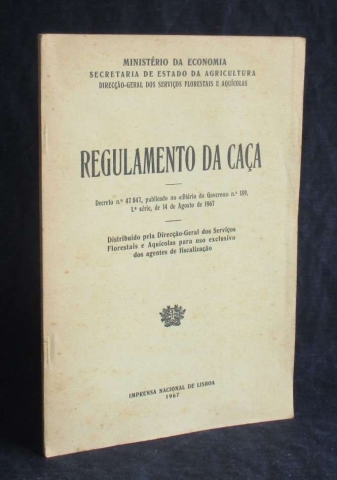 MINISTÉRIO DA ECONOMIA
SECRETARIA DE ESTADO DA AGRICULTURA
DIRECÇÃO-GERAL DOS SERVIÇOS FLORESTAIS E AQUÍCOLAS
REGULAMENTO DA CAÇA
Decreto n.º 47 847, publicado no «Diário do Governo» n.º 189,
1.ª série, de 14 de Agosto de 1967
Distribuído pela Direcção-Geral dos Serviços
Florestais e Aquícolas para uso exclusivo
dos agentes de fiscalização
IMPRENSA NACIONAL DE LISBOA
1967